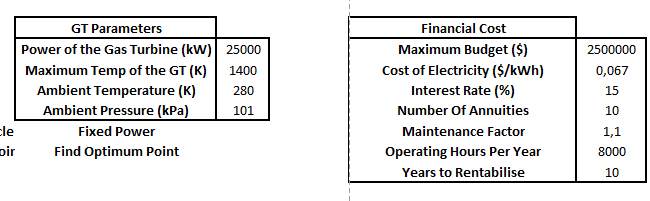 GT Parameters
Power of the Gas Turbine (kW) 25000
Maximum Temp of the GT (K) 1400
Ambient Temperature (K) 280
Ambient Pressure (kPa) 101
cle Fixed Power
oir Find Optimum Point
Financial Cost
Maximum Budget ($) 2500000
Cost of Electricity ($/kWh) 0,067
Interest Rate (%) 15
Number Of Annuities 10
Maintenance Factor 1,1
Operating Hours Per Year 8000
Years to Rentabilise 10